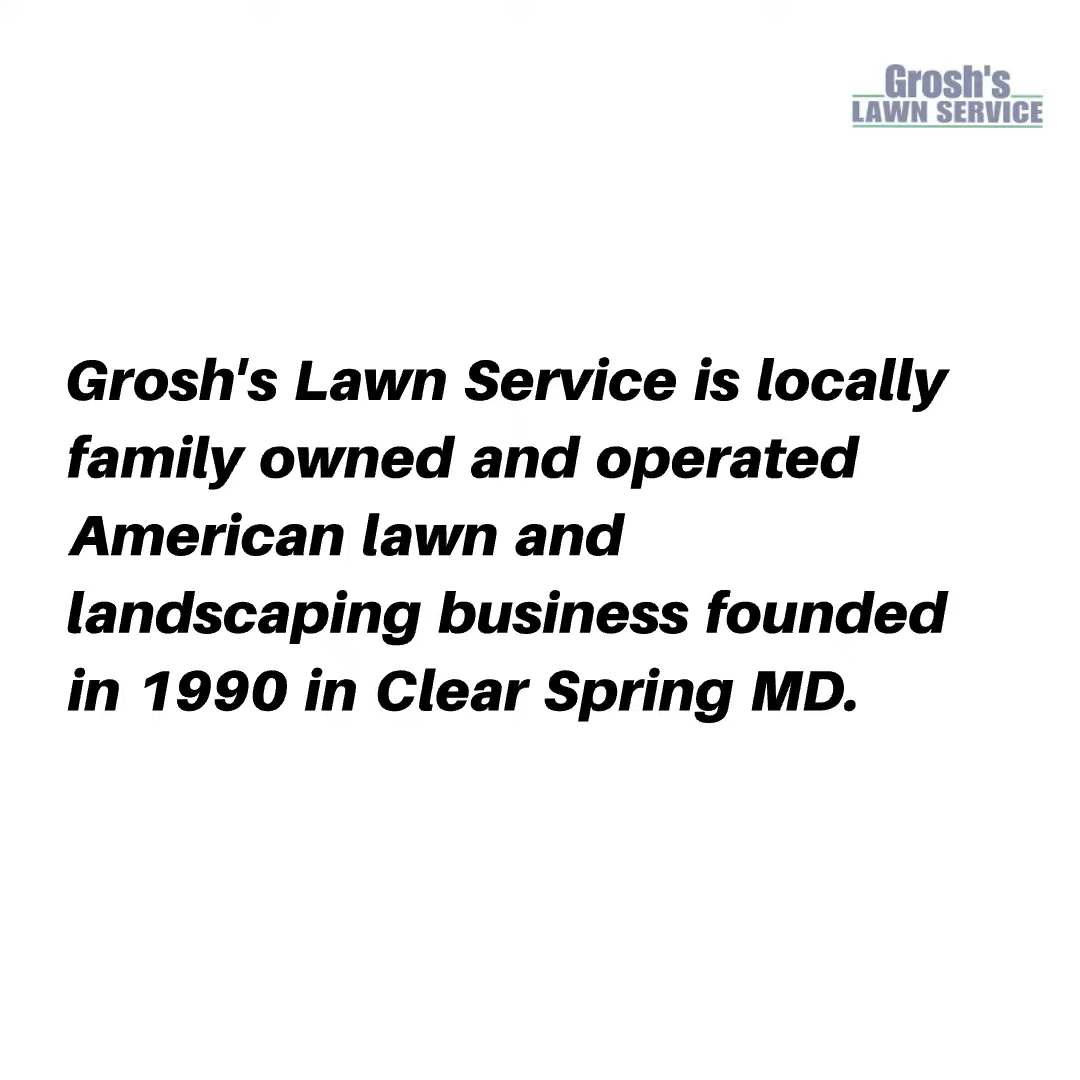 Grosh's
LAWN SERVICE
Grosh's Lawn Service is locally
family owned and operated
American lawn and
landscaping business founded
in 1990 in Clear Spring MD.